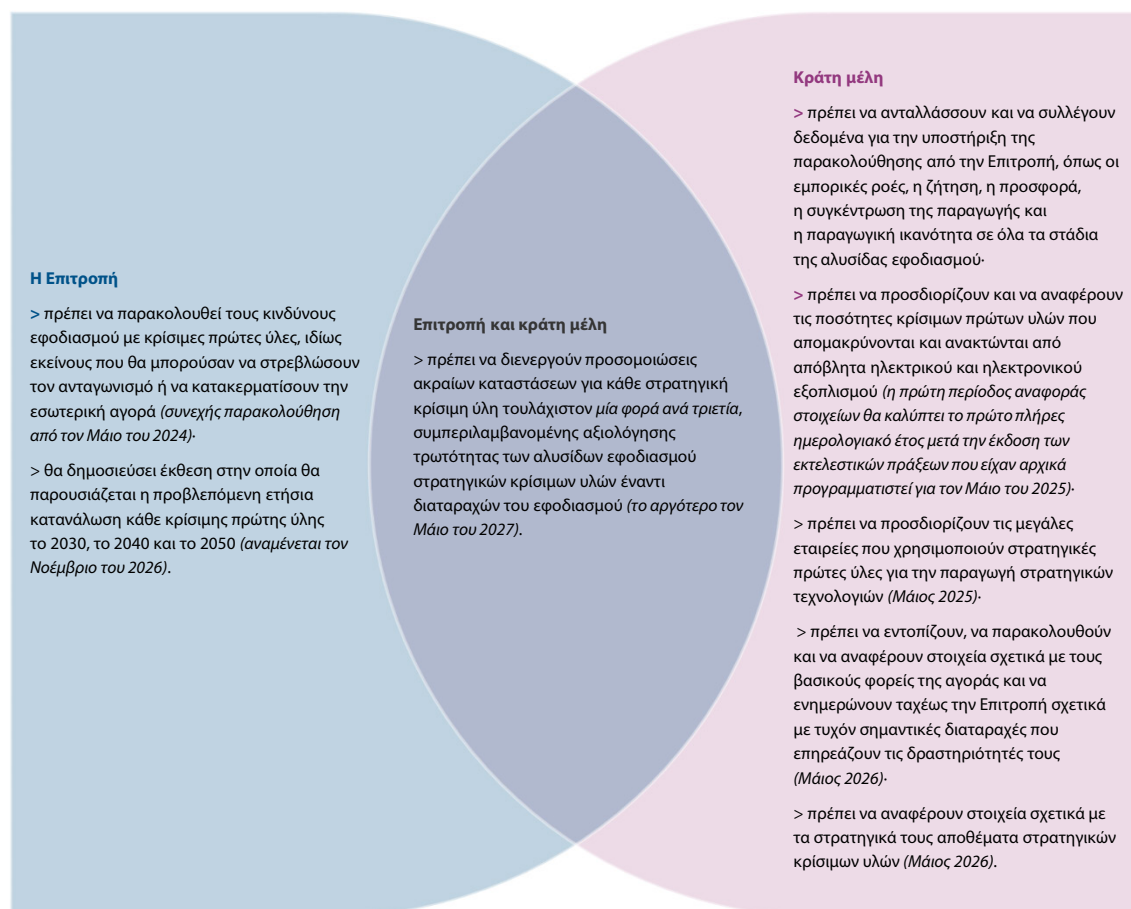 Η Επιτροπή
> πρέπει να παρακολουθεί τους κινδύνους
εφοδιασμού με κρίσιμες πρώτες ύλες, ιδίως
εκείνους που θα μπορούσαν να στρεβλώσουν
τον ανταγωνισμό ή να κατακερματίσουν την
εσωτερική αγορά (συνεχής παρακολούθηση
από τον Μάιο του 2024)·
> θα δημοσιεύσει έκθεση στην οποία θα
παρουσιάζεται η προβλεπόμενη ετήσια
κατανάλωση κάθε κρίσιμης πρώτης ύλης
το 2030, το 2040 και το 2050 (αναμένεται τον
Νοέμβριο του 2026).
Επιτροπή και κράτη μέλη
> πρέπει να διενεργούν προσομοιώσεις
ακραίων καταστάσεων για κάθε στρατηγική
κρίσιμη ύλη τουλάχιστον μία φορά ανά τριετία,
συμπεριλαμβανομένης αξιολόγησης
τρωτότητας των αλυσίδων εφοδιασμού
στρατηγικών κρίσιμων υλών έναντι
διαταραχών του εφοδιασμού (το αργότερο τον
Μάιο του 2027).
Κράτη μέλη
> πρέπει να ανταλλάσσουν και να συλλέγουν
δεδομένα για την υποστήριξη της
παρακολούθησης από την Επιτροπή, όπως οι
εμπορικές ροές, η ζήτηση, η προσφορά,
η συγκέντρωση της παραγωγής και
η παραγωγική ικανότητα σε όλα τα στάδια
της αλυσίδας εφοδιασμού·
> πρέπει να προσδιορίζουν και να αναφέρουν
τις ποσότητες κρίσιμων πρώτων υλών που
απομακρύνονται και ανακτώνται από
απόβλητα ηλεκτρικού και ηλεκτρονικού
εξοπλισμού (η πρώτη περίοδος αναφοράς
στοιχείων θα καλύπτει το πρώτο πλήρες
ημερολογιακό έτος μετά την έκδοση των
εκτελεστικών πράξεων που είχαν αρχικά
προγραμματιστεί για τον Μάιο του 2025)·
> πρέπει να προσδιορίζουν τις μεγάλες
εταιρείες που χρησιμοποιούν στρατηγικές
πρώτες ύλες για την παραγωγή στρατηγικών
τεχνολογιών (Μάιος 2025)·
> πρέπει να εντοπίζουν, να παρακολουθούν
και να αναφέρουν στοιχεία σχετικά με τους
βασικούς φορείς της αγοράς και να
ενημερώνουν ταχέως την Επιτροπή σχετικά
με τυχόν σημαντικές διαταραχές που
επηρεάζουν τις δραστηριότητές τους
(Μάιος 2026)·
> πρέπει να αναφέρουν στοιχεία σχετικά με
τα στρατηγικά τους αποθέματα στρατηγικών
κρίσιμων υλών (Μάιος 2026).